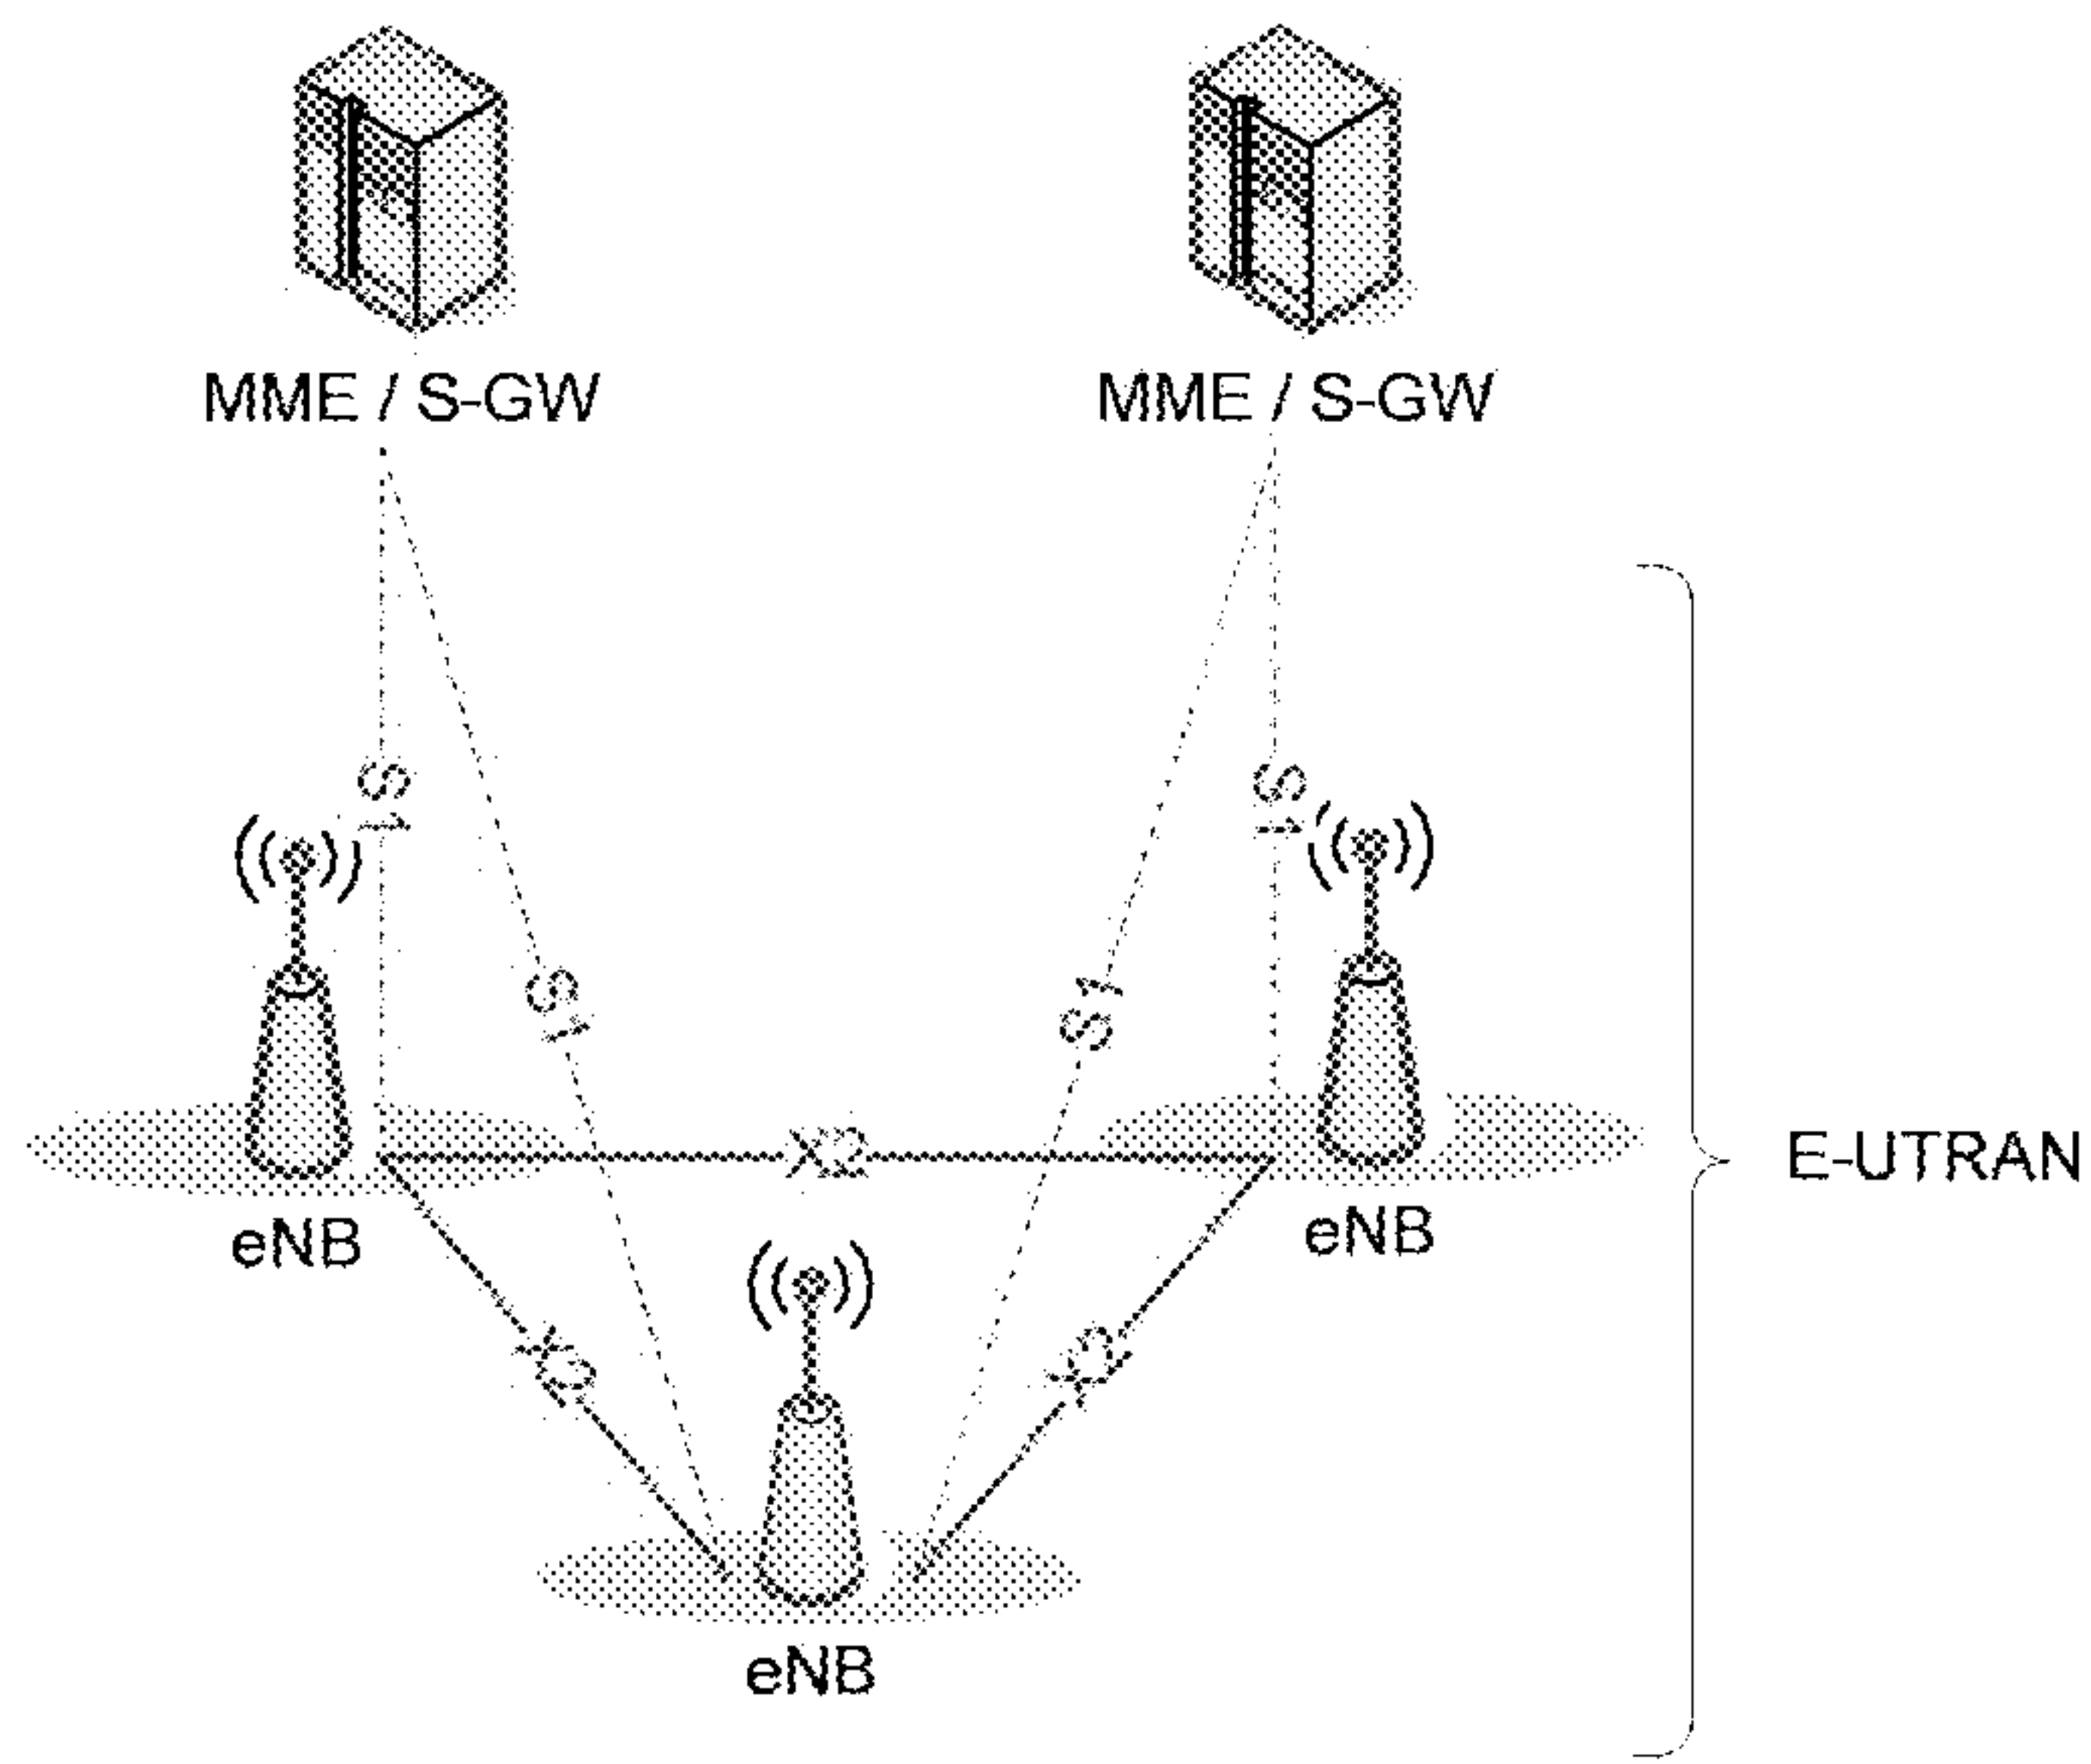 MME / S-GW
MME / S-GW
S1
S1
S1
S1
X2
E-UTRAN
eNB
eNB
X2
X2
eNB